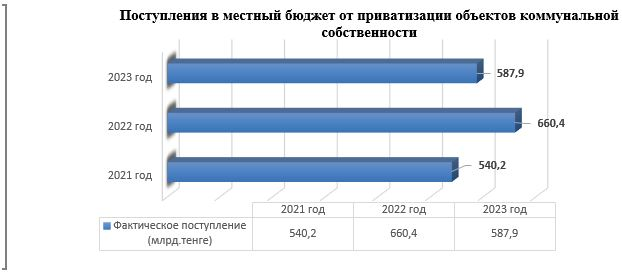 Поступления в местный бюджет от приватизации объектов коммунальной
собственности
2023 год
587,9
2022 год
660,4
2021 год
540,2
2021 год 2022 год 2023 год
Фактическое поступление
(млрд.тенге)
540,2 660,4 587,9